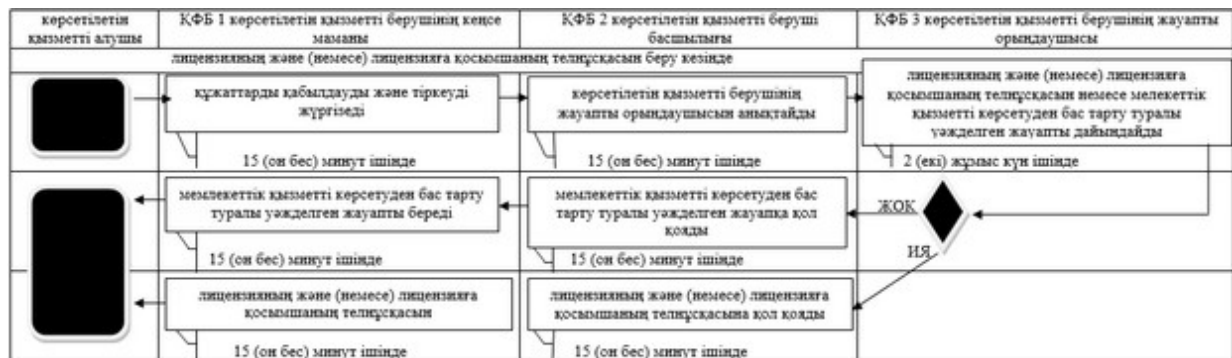 көрсетілетін
қызметті алушы
ҚФБ 1 көрсетілетін қызметті берушінің кеңсе
маманы
ҚФБ 2 көрсетілетін қызметті беруші
басшылығы
ҚФБ 3 көрсетілетін қызметті берушінің жауапты
орындаушысы
лицензияның және (немесе) лицензияға қосымшаның телнұсқасын беру кезінде
құжаттарды қабылдауды және тіркеуді
жүргізеді
15 (он бес) минут ішінде
көрсетілетін қызметті берушінің
жауапты орындаушысын анықтайды
15 (он бес) минут ішінде
лицензияның және (немесе) лицензияға
қосымшаның телнұсқасын немесе мелекеттік
қызметті көрсетуден бас тарту туралы
уәжделген жауапты дайындайды
2 (екі) жұмыс күн ішінде
мемлекеттік қызметті көрсетуден бас тарту
туралы уәжделген жауапты береді
15 (он бес) минут ішінде
мемлекеттік қызметті көрсетуден бас
тарту туралы уәжделген жауапқа қол
қояды
15 (он бес) минут ішінде
ЖОК
ИЯ
лицензияның және (немесе) лицензияға
қосымшаның телнұсқасын
15 (он бес) минут ішінде
лицензияның және (немесе) лицензияға
қосымшаның телнұсқасына қол қояды
15 (он бес) минут ішінде